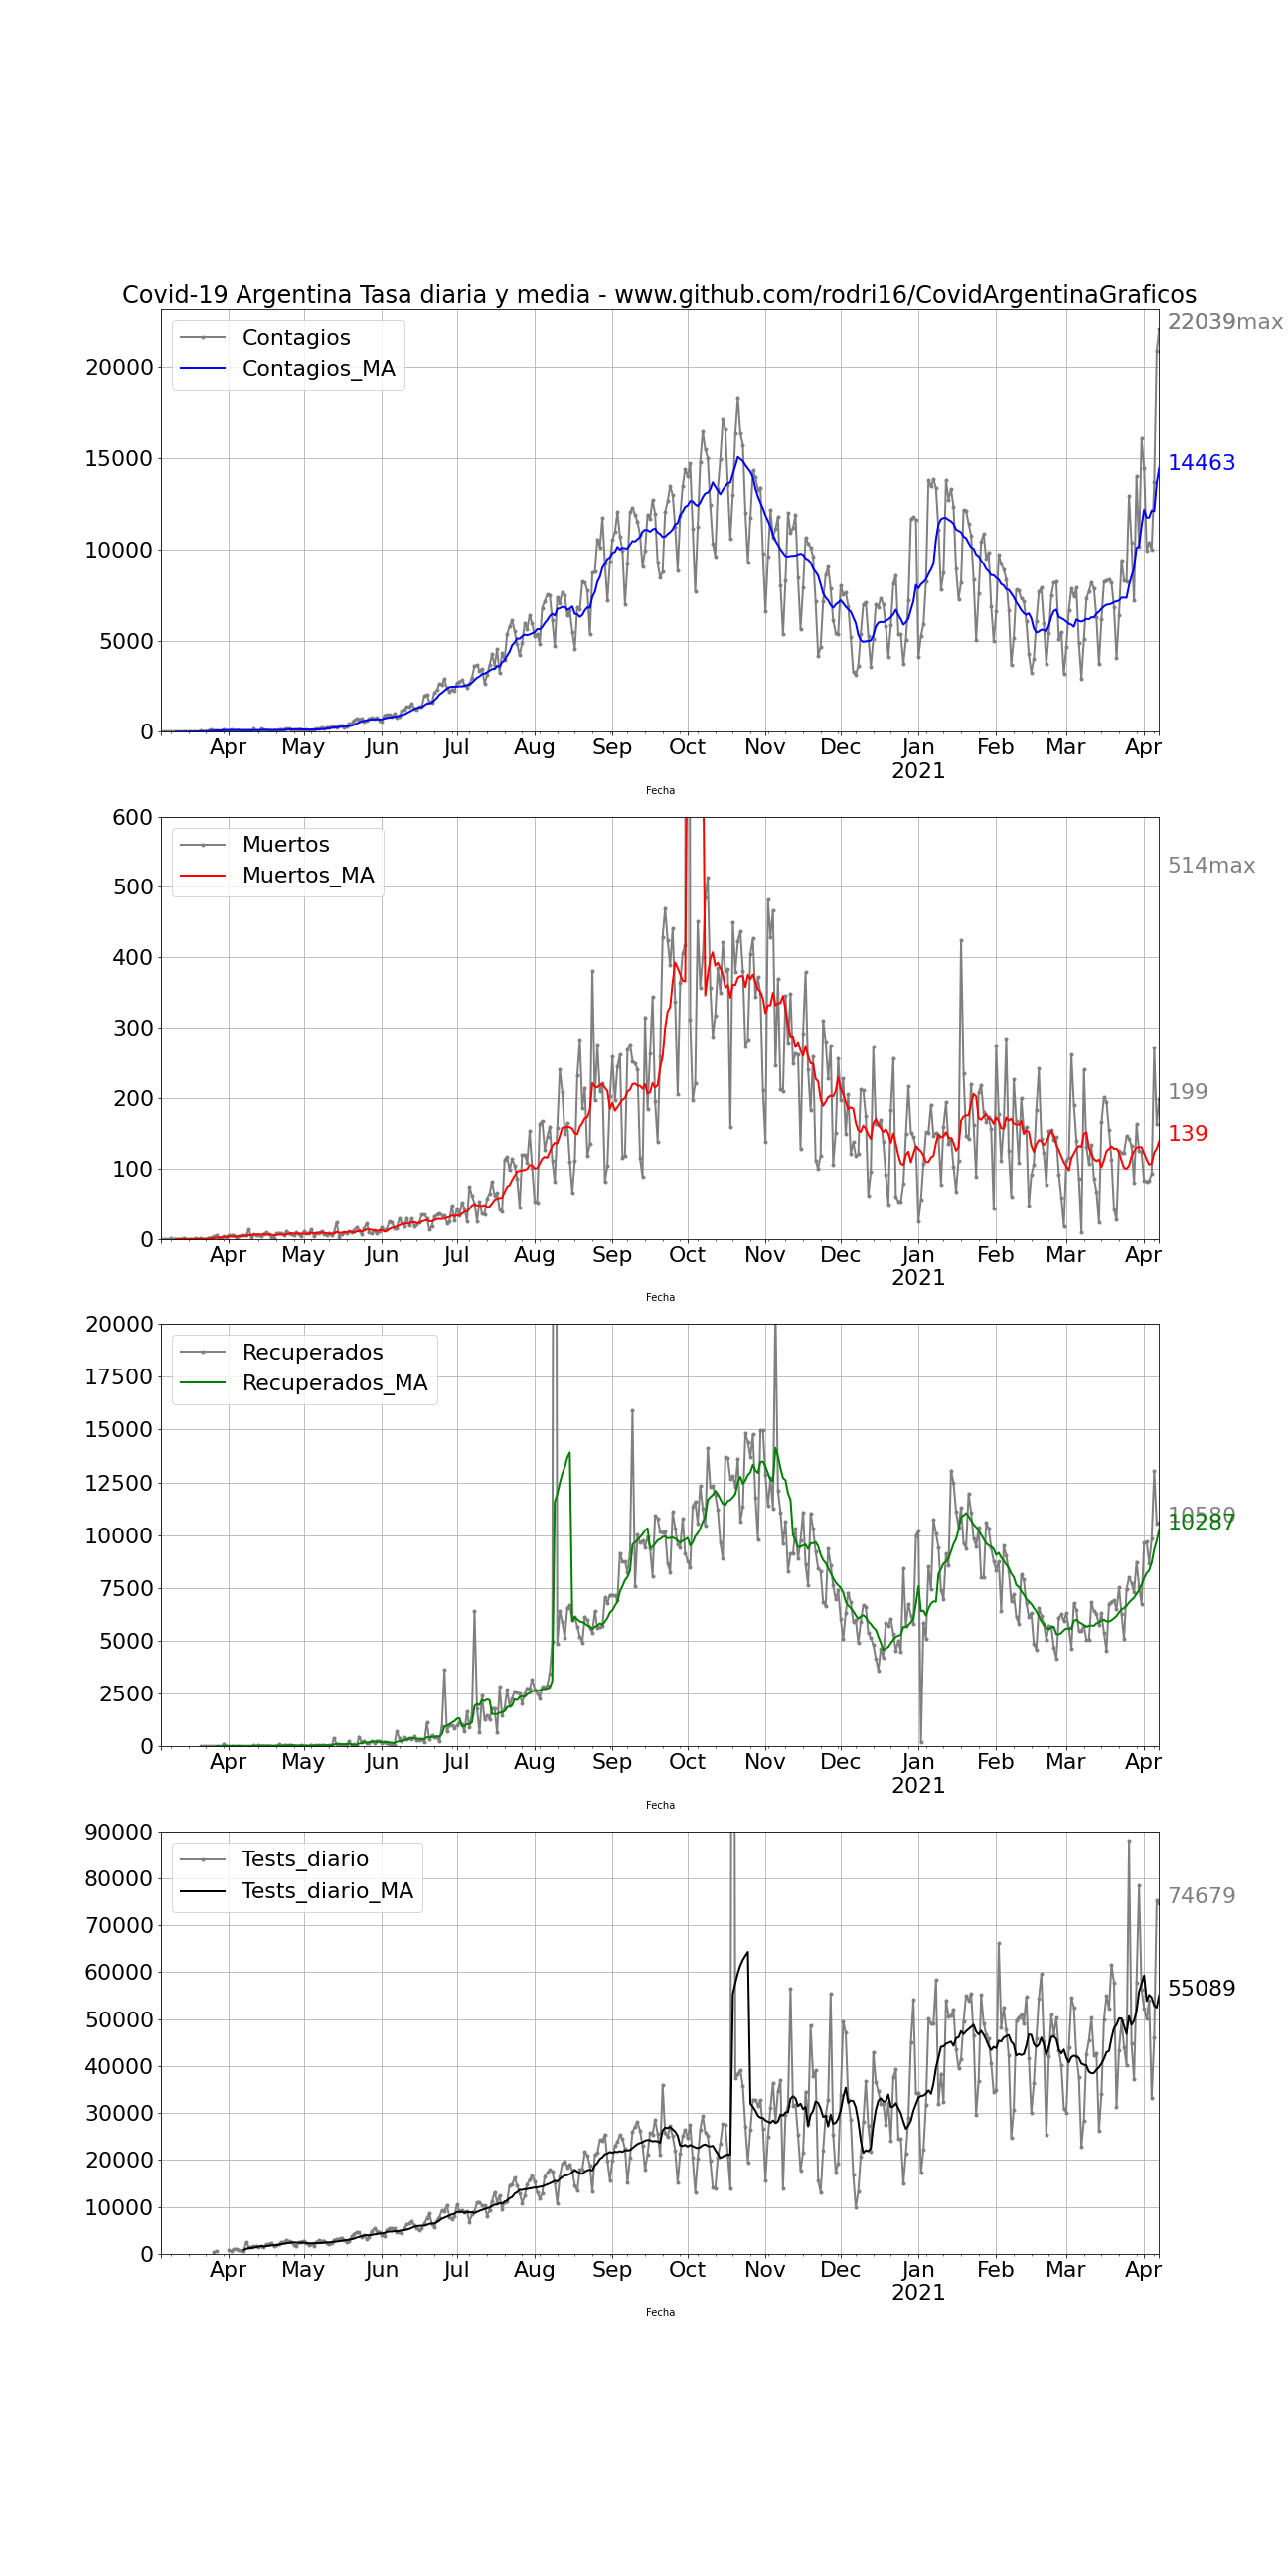 Covid-19 Argentina Tasa diaria y media - www.github.com/rodri16/CovidArgentinaGraficos
Contagios
Contagios_MA
22039max
14463
20000
15000
10000
5000
0
Apr May Jun Jul Aug Sep Oct Nov Dec Jan Feb Mar Apr
2021
Fecha
Muertos
Muertos_MA
514max
199
139
600
500
400
300
200
100
0
Apr May Jun Jul Aug Sep Oct Nov Dec Jan Feb Mar Apr
2021
Fecha
Recuperados
Recuperados_MA
10580
10287
20000
17500
15000
12500
10000
7500
5000
2500
0
Apr May Jun Jul Aug Sep Oct Nov Dec Jan Feb Mar Apr
2021
Fecha
Tests_diario
Tests_diario_MA
74679
55089
90000
80000
70000
60000
50000
40000
30000
20000
10000
0
Apr May Jun Jul Aug Sep Oct Nov Dec Jan Feb Mar Apr
2021
Fecha